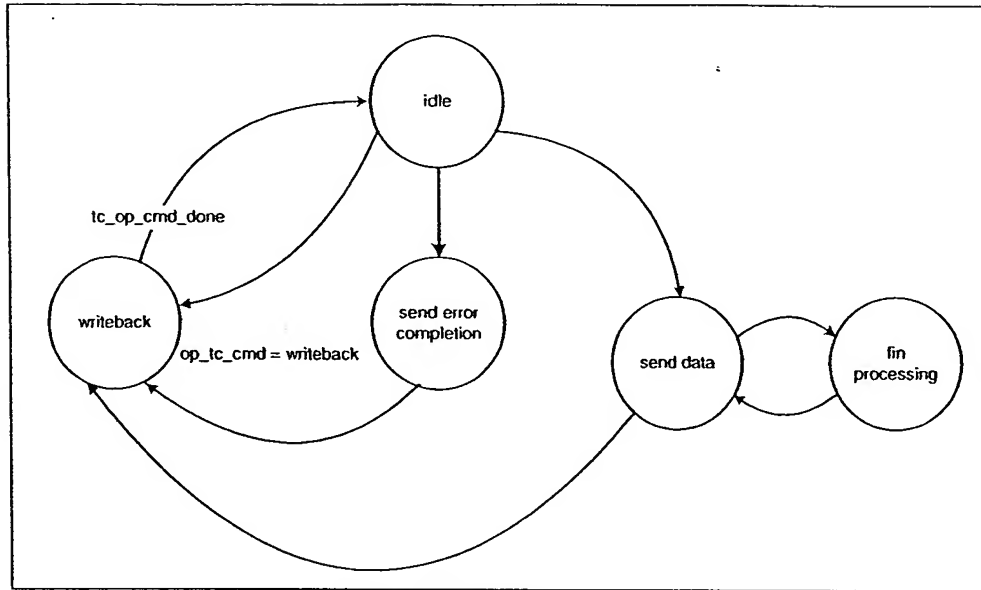 idle
tc_op_cmd_done
writeback
send error
completion
op_tc_cmd = writeback
send data
fin
processing